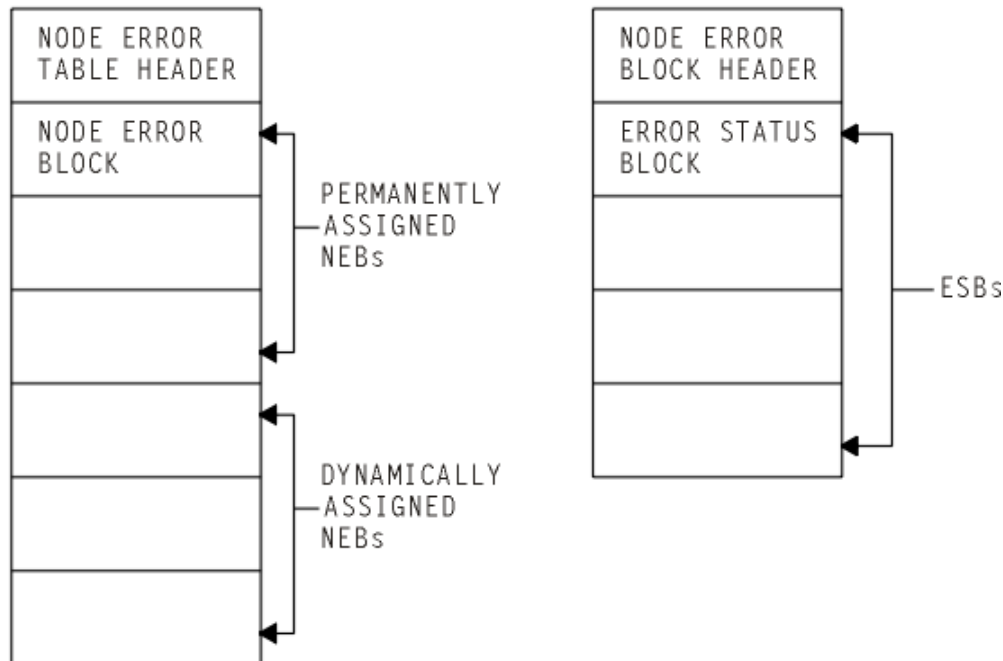 NODE ERROR
TABLE HEADER
NODE ERROR
BLOCK
PERMANENTLY
ASSIGNED
NEBs
DYNAMICALLY
ASSIGNED
NEBs
NODE ERROR
BLOCK HEADER
ERROR STATUS
BLOCK
ESBs